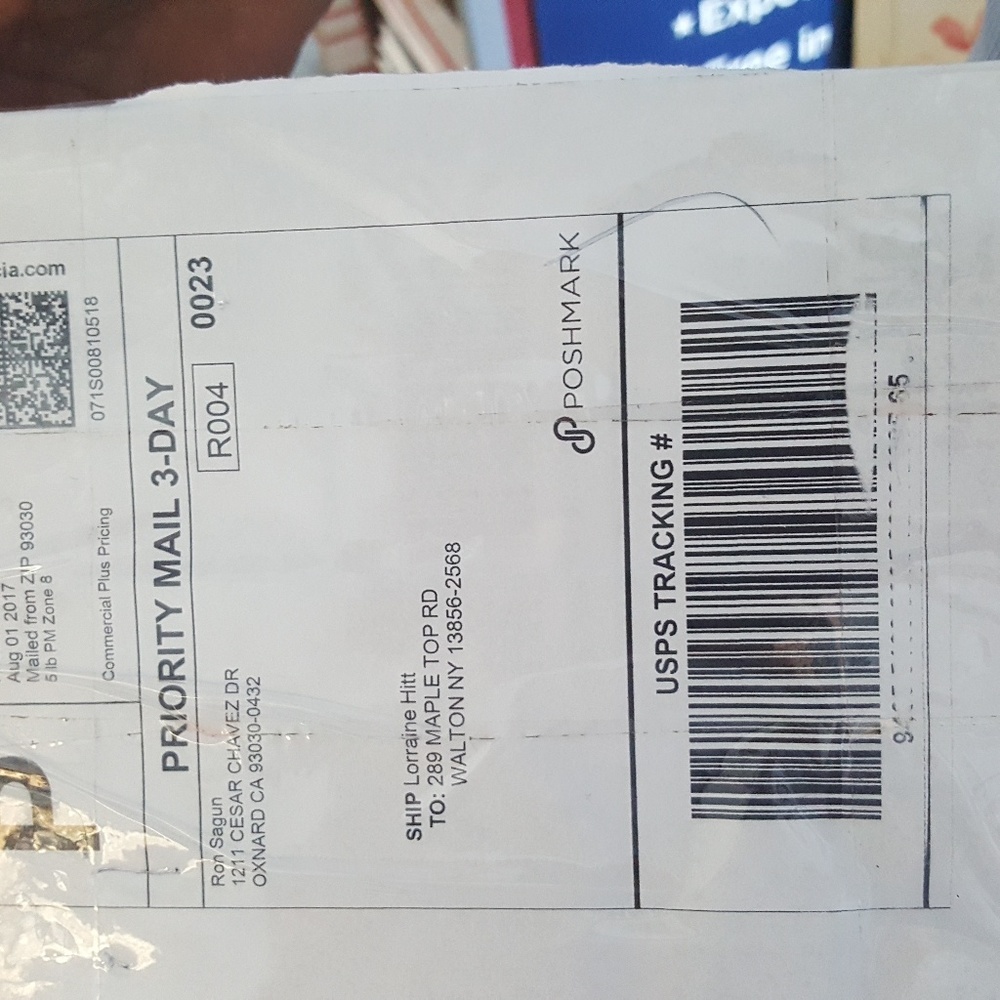 Aug 01 2017
Mailed from ZIP 93030
5 lb PM Zone 8
Commercial Plus Pricing
071S00810518
PRIORITY MAIL 3-DAY
Ron Sagun
1211 CESAR CHAVEZ DR
OXNARD CA 93030-0432
0023
R004
SHIP Lorraine Hitt
TO: 289 MAPLE TOP RD
WALTON NY 13856-2568
POSHMARK
USPS TRACKING #